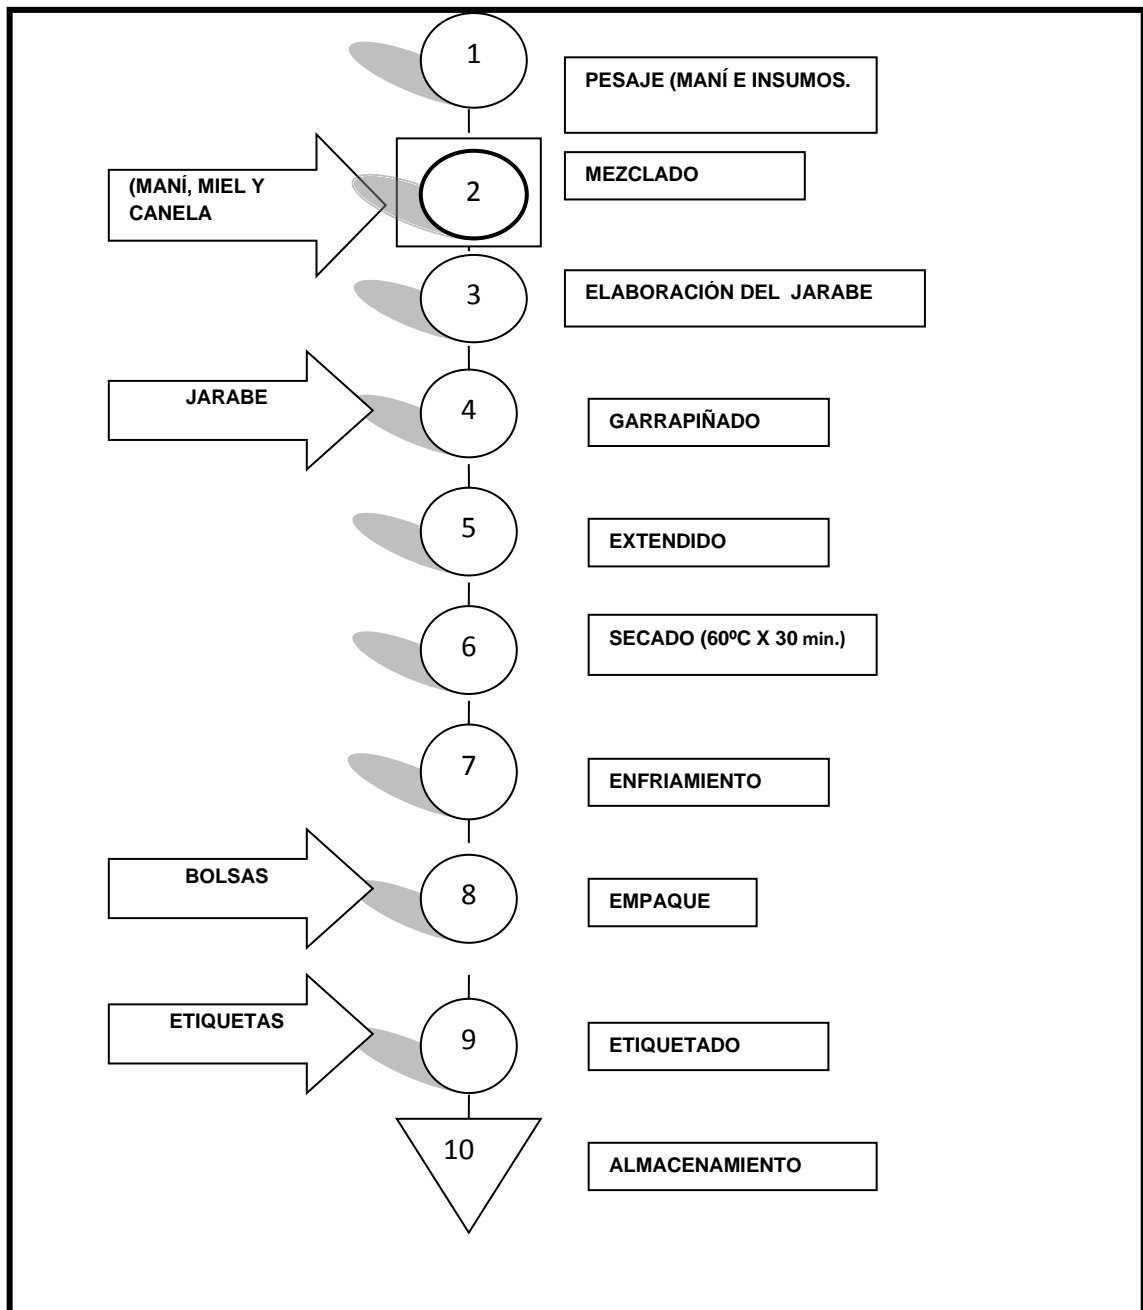 1
PESAJE (MANÍ E INSUMOS.
(MANÍ, MIEL Y
CANELA
2
MEZCLADO
3
ELABORACIÓN DEL JARABE
JARABE
4
GARRAPIÑADO
5
EXTENDIDO
6
SECADO (60ºC X 30 min.)
7
ENFRIAMIENTO
BOLSAS
8
EMPAQUE
ETIQUETAS
9
ETIQUETADO
10
ALMACENAMIENTO